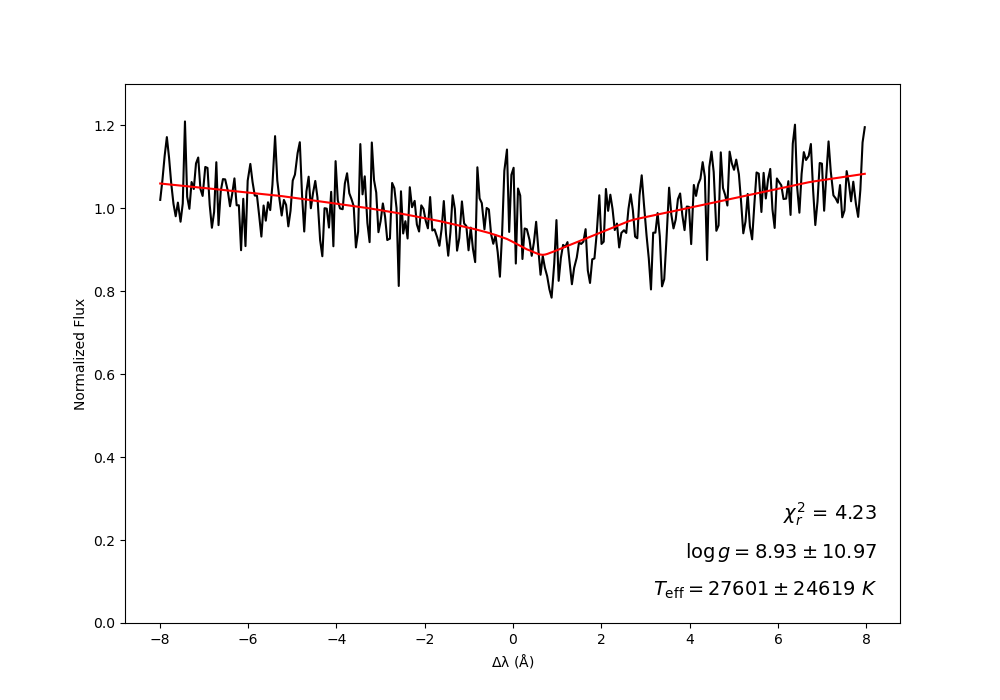 1.2
1.0
0.8
0.6
0.4
0.2
0.0
Normalized Flux
χ²ᵣ = 4.23
log g = 8.93 ± 10.97
T_eff = 27601 ± 24619 K
−8 −6 −4 −2 0 2 4 6 8
Δλ (Å)